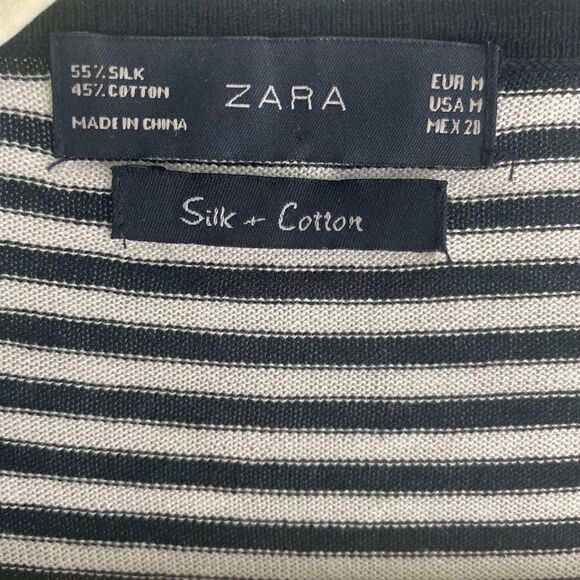 55% SILK
45% COTTON
MADE IN CHINA
ZARA
EUR M
USA M
MEX 28
Silk + Cotton